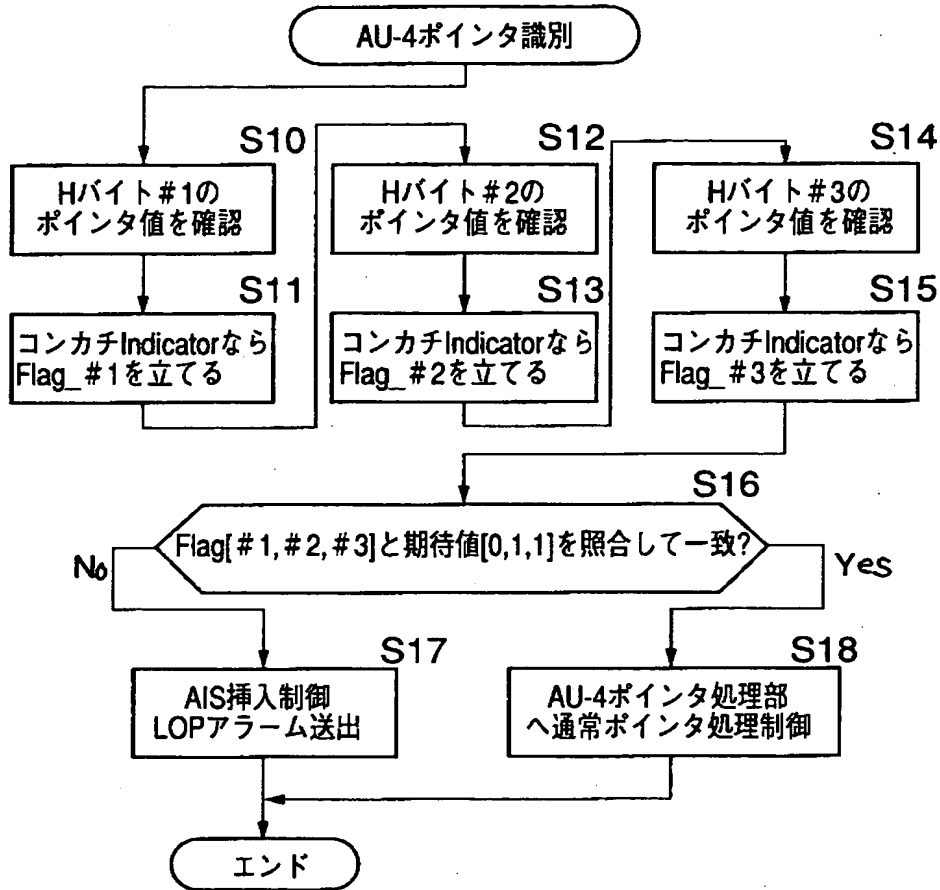 AU-4ポインタ識別
S10
Hバイト#1の
ポインタ値を確認
S11
コンカチIndicatorなら
Flag_#1を立てる
S12
Hバイト#2の
ポインタ値を確認
S13
コンカチIndicatorなら
Flag_#2を立てる
S14
Hバイト#3の
ポインタ値を確認
S15
コンカチIndicatorなら
Flag_#3を立てる
S16
Flag[#1,#2,#3]と期待値[0,1,1]を照合して一致?
No
Yes
S17
AIS挿入制御
LOPアラーム送出
S18
AU-4ポインタ処理部
へ通常ポインタ処理制御
エンド